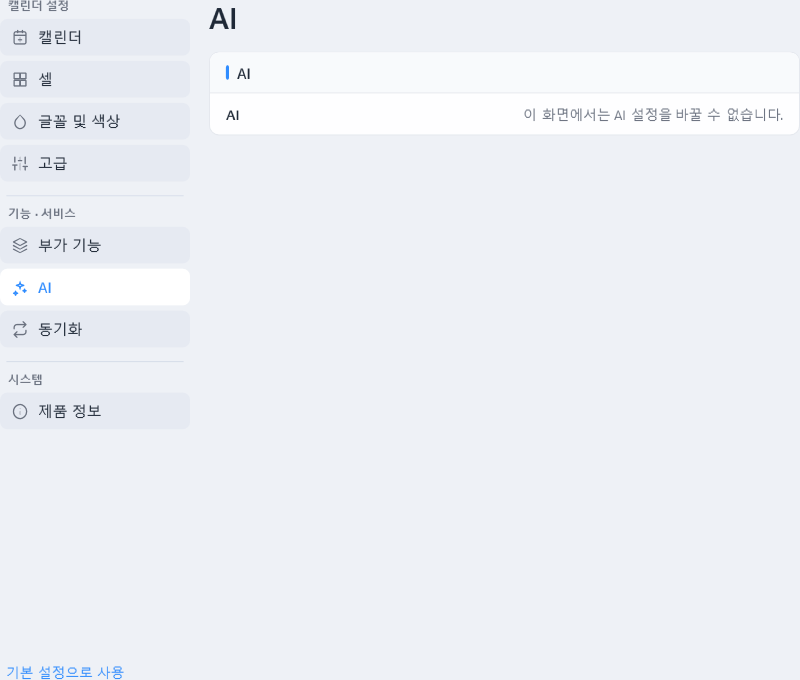 캘린더 설정
캘린더
셀
글꼴 및 색상
고급
기능 · 서비스
부가 기능
AI
동기화
시스템
제품 정보
기본 설정으로 사용
AI
AI
AI 이 화면에서는 AI 설정을 바꿀 수 없습니다.